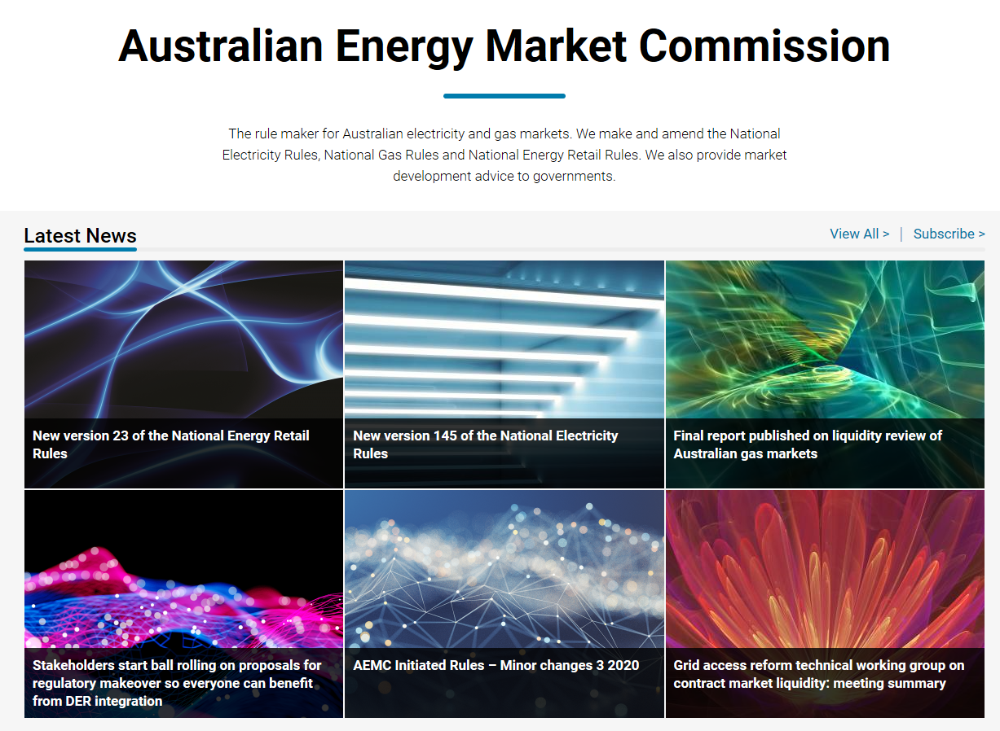 Australian Energy Market Commission
The rule maker for Australian electricity and gas markets. We make and amend the National
Electricity Rules, National Gas Rules and National Energy Retail Rules. We also provide market
development advice to governments.
Latest News
View All > | Subscribe >
New version 23 of the National Energy Retail
Rules
New version 145 of the National Electricity
Rules
Final report published on liquidity review of
Australian gas markets
Stakeholders start ball rolling on proposals for
regulatory makeover so everyone can benefit
from DER integration
AEMC Initiated Rules – Minor changes 3 2020
Grid access reform technical working group on
contract market liquidity: meeting summary